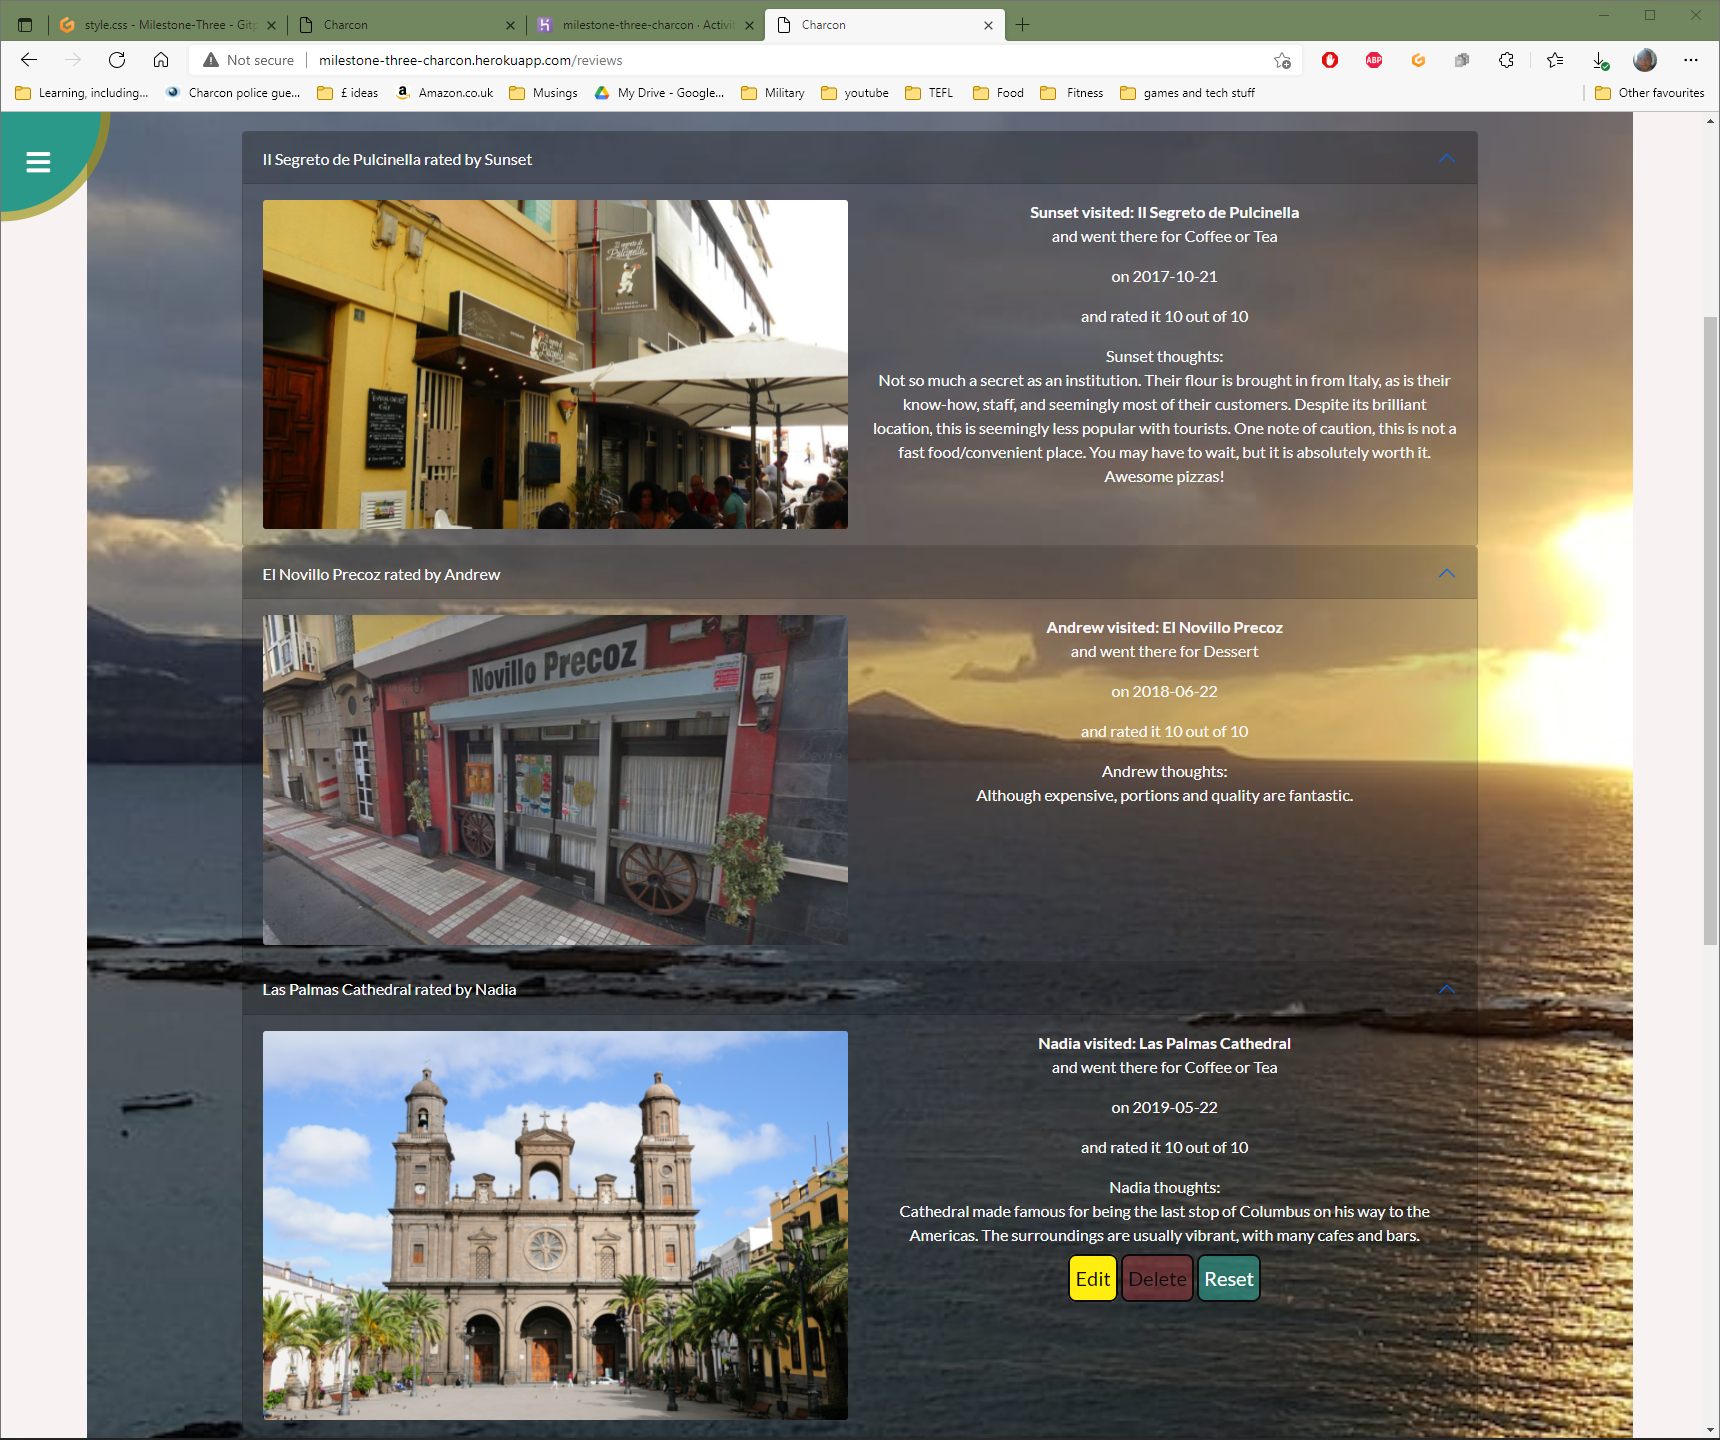 style.css - Milestone-Three - Gitp
Charcon
milestone-three-charcon · Activit
Charcon
Not secure
milestone-three-charcon.herokuapp.com/reviews
ABP
Learning, including...
Charcon police gue...
£ ideas
Amazon.co.uk
Musings
My Drive - Google...
Military
youtube
TEFL
Food
Fitness
games and tech stuff
Other favourites
Il Segreto de Pulcinella rated by Sunset
Il segreto di
Pulcinella
Sunset visited: Il Segreto de Pulcinella
and went there for Coffee or Tea
on 2017-10-21
and rated it 10 out of 10
Sunset thoughts:
Not so much a secret as an institution. Their flour is brought in from Italy, as is their
know-how, staff, and seemingly most of their customers. Despite its brilliant
location, this is seemingly less popular with tourists. One note of caution, this is not a
fast food/convenient place. You may have to wait, but it is absolutely worth it.
Awesome pizzas!
El Novillo Precoz rated by Andrew
Novillo Precoz
Andrew visited: El Novillo Precoz
and went there for Dessert
on 2018-06-22
and rated it 10 out of 10
Andrew thoughts:
Although expensive, portions and quality are fantastic.
Las Palmas Cathedral rated by Nadia
Nadia visited: Las Palmas Cathedral
and went there for Coffee or Tea
on 2019-05-22
and rated it 10 out of 10
Nadia thoughts:
Cathedral made famous for being the last stop of Columbus on his way to the
Americas. The surroundings are usually vibrant, with many cafes and bars.
Edit
Delete
Reset